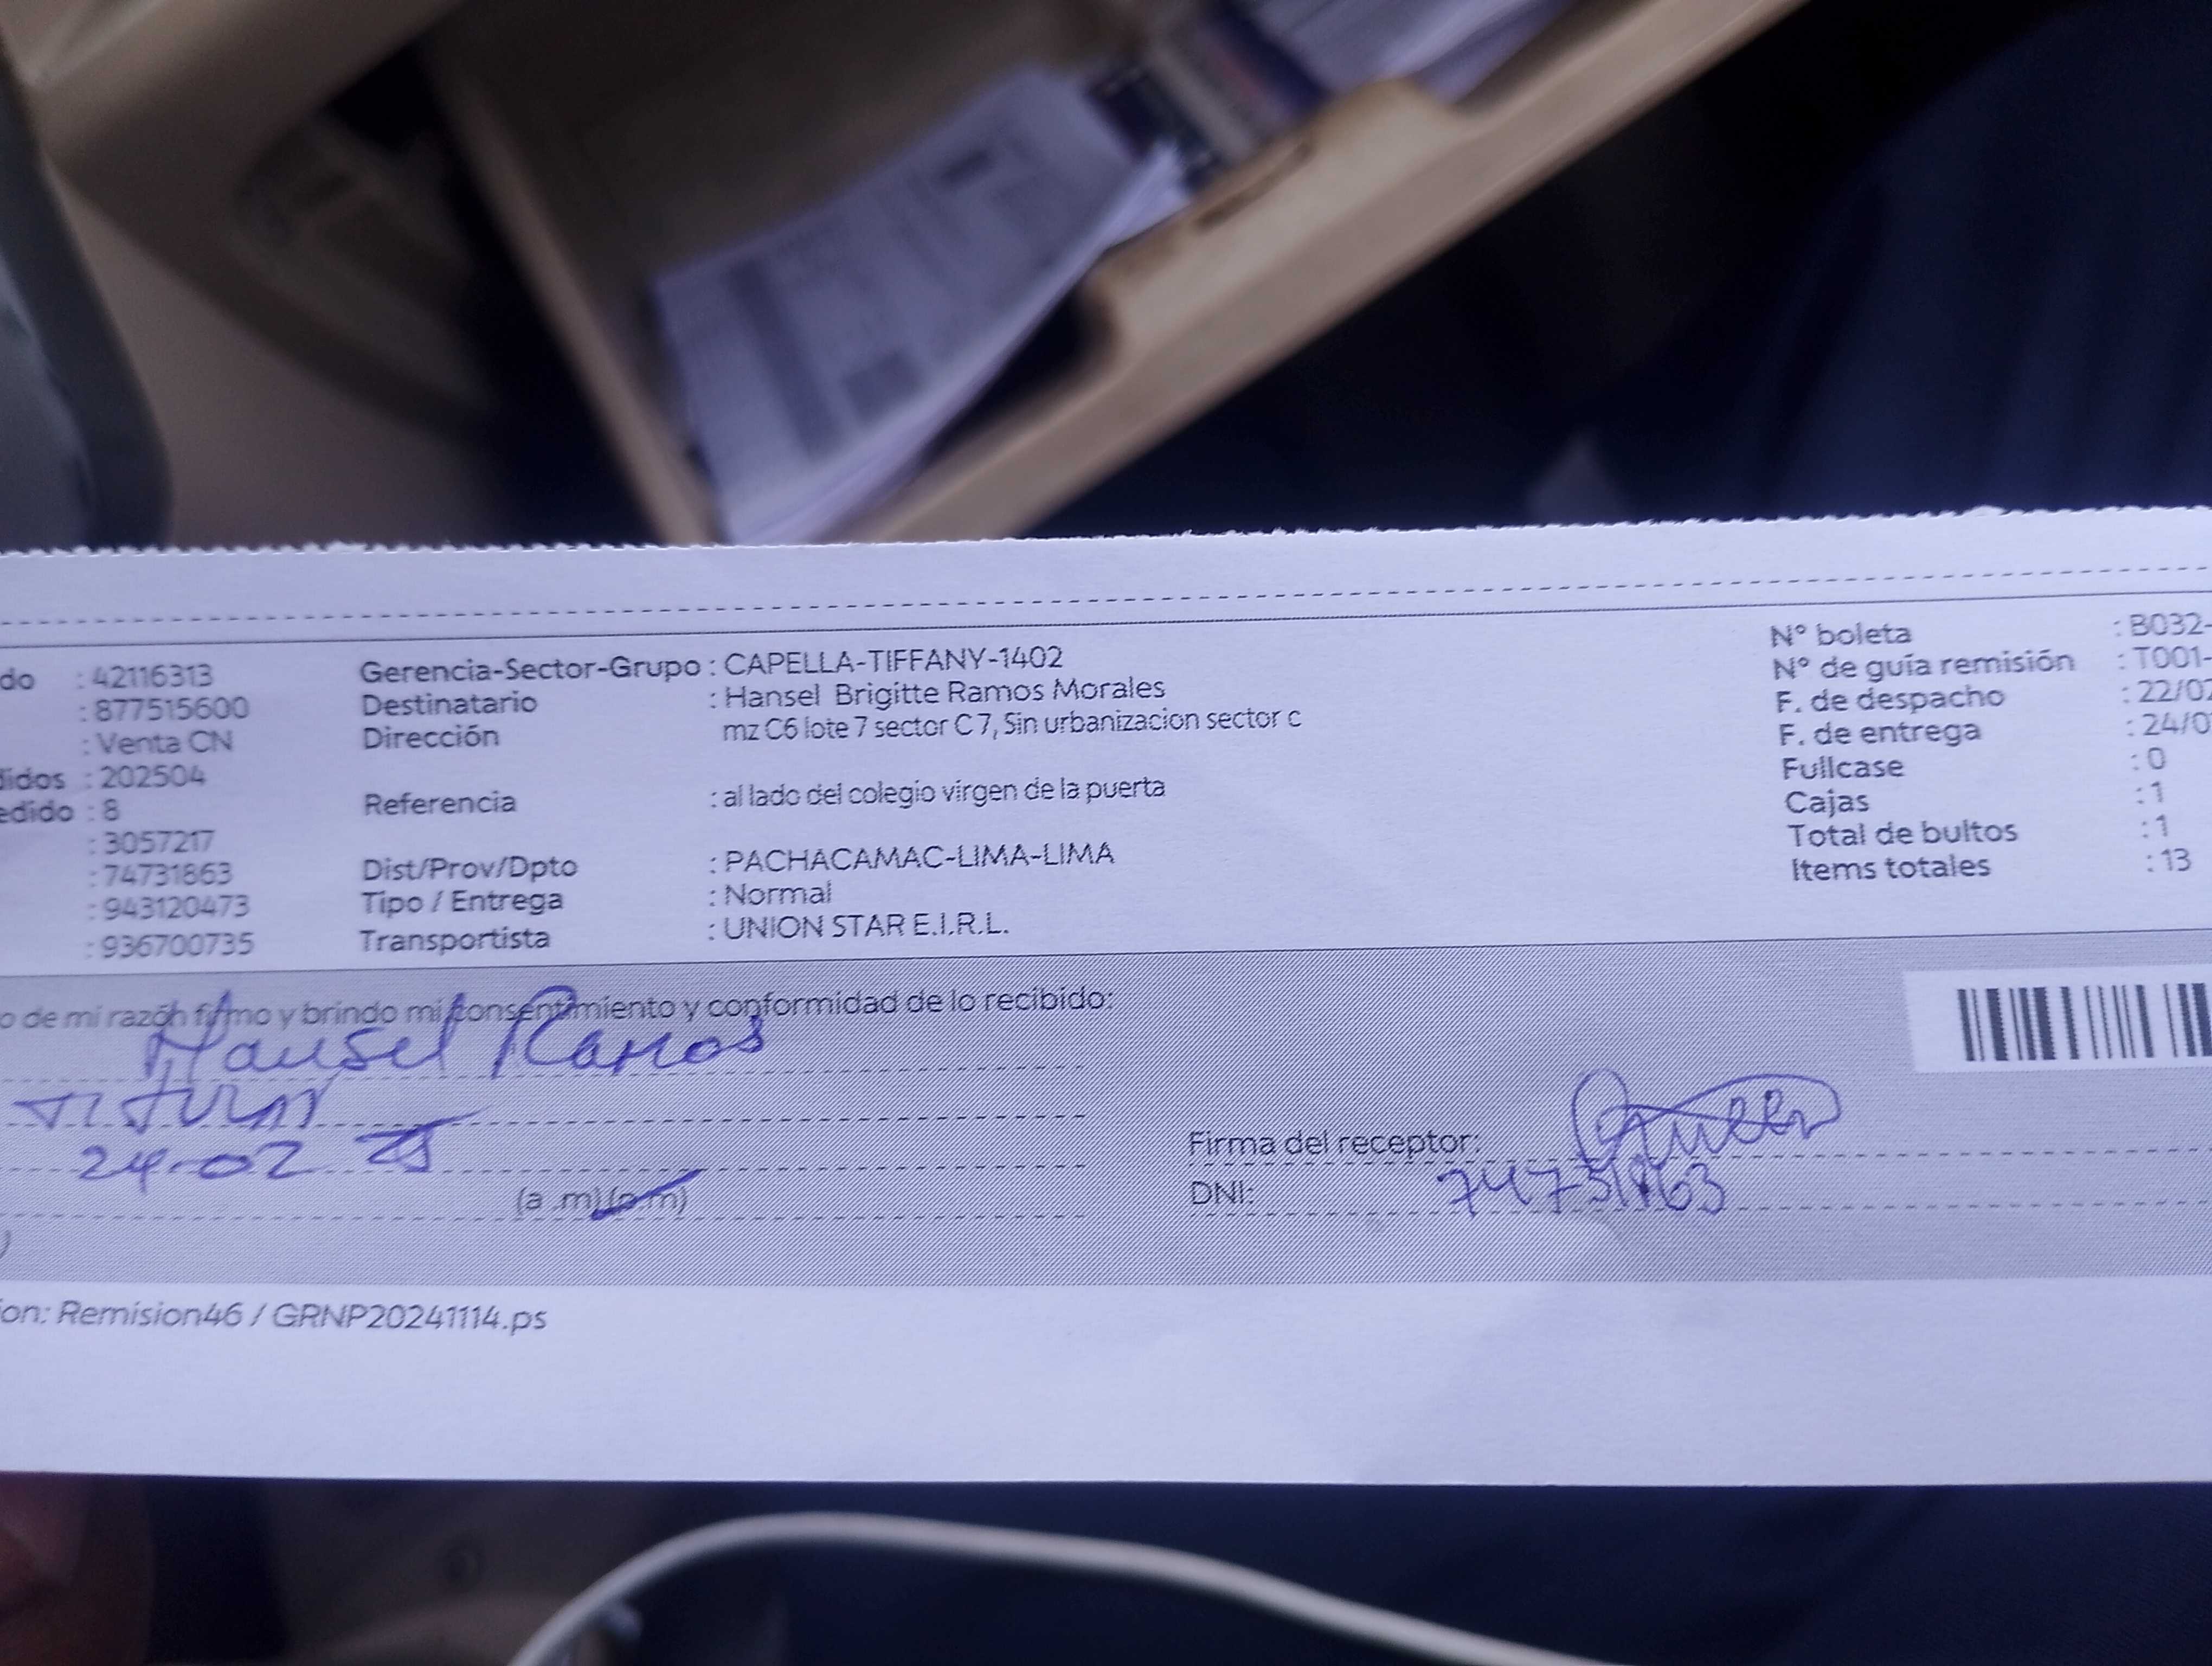 do : 42116313 Gerencia-Sector-Grupo : CAPELLA-TIFFANY-1402 N° boleta : B032-
: 877515600 Destinatario : Hansel Brigitte Ramos Morales N° de guía remisión : T001-
: Venta CN Dirección mz C6 lote 7 sector C 7, Sin urbanizacion sector c F. de despacho : 22/02
didos : 202504 F. de entrega : 24/0
edido : 8 Referencia : al lado del colegio virgen de la puerta Fullcase : 0
: 3057217 Cajas : 1
: 74731863 Dist/Prov/Dpto : PACHACAMAC-LIMA-LIMA Total de bultos : 1
: 943120473 Tipo / Entrega : Normal Items totales : 13
: 936700735 Transportista : UNION STAR E.I.R.L.
o de mi razón firmo y brindo mi consentimiento y conformidad de lo recibido:
Hansel Ramos
Titular
24-02 25
Firma del receptor:
(a .m) (p.m) DNI: 74731863
ion: Remision46 / GRNP20241114.ps